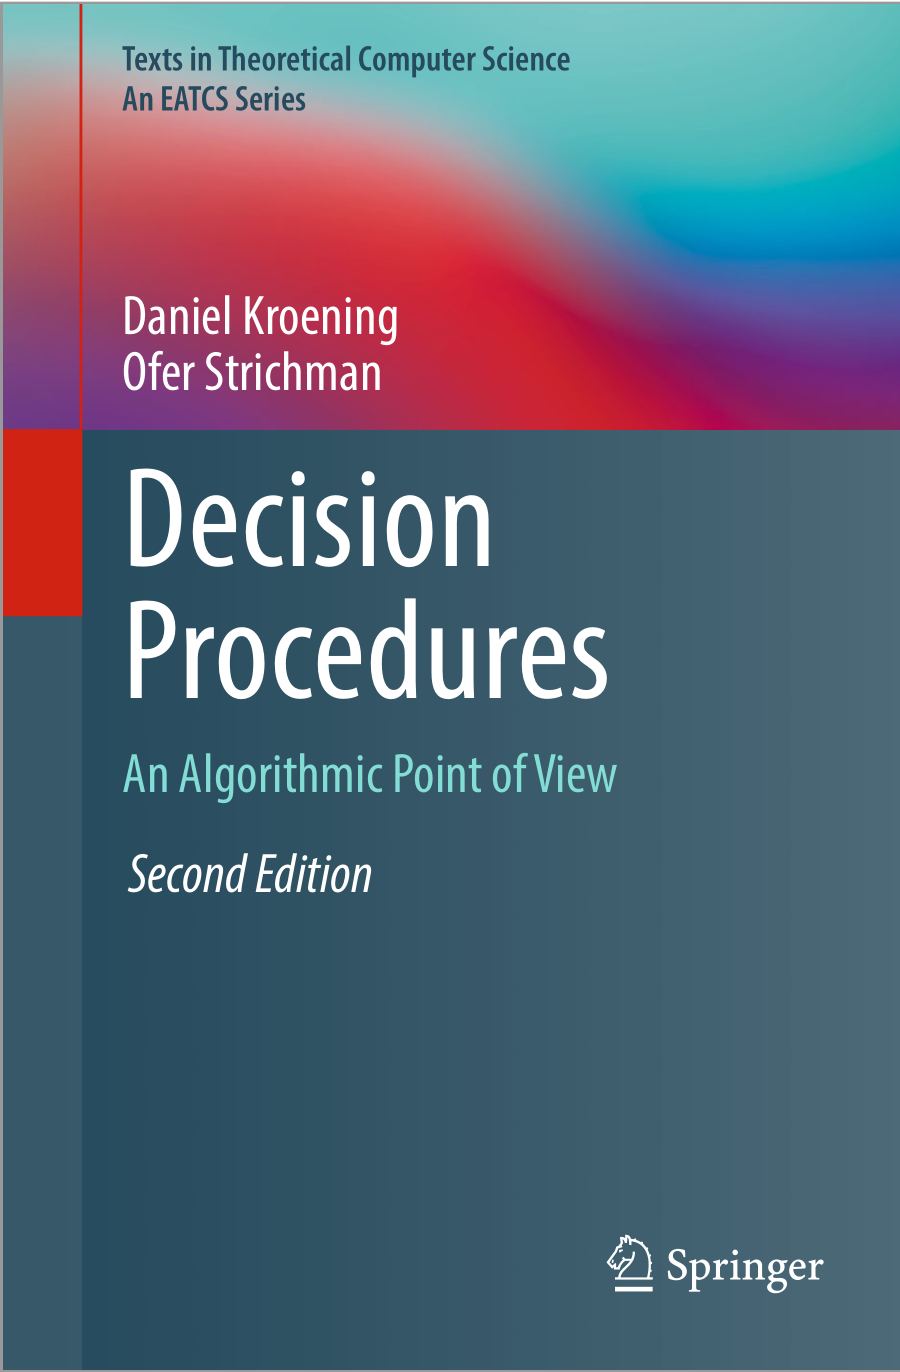 Texts in Theoretical Computer Science
An EATCS Series
Daniel Kroening
Ofer Strichman
Decision
Procedures
An Algorithmic Point of View
Second Edition
Springer